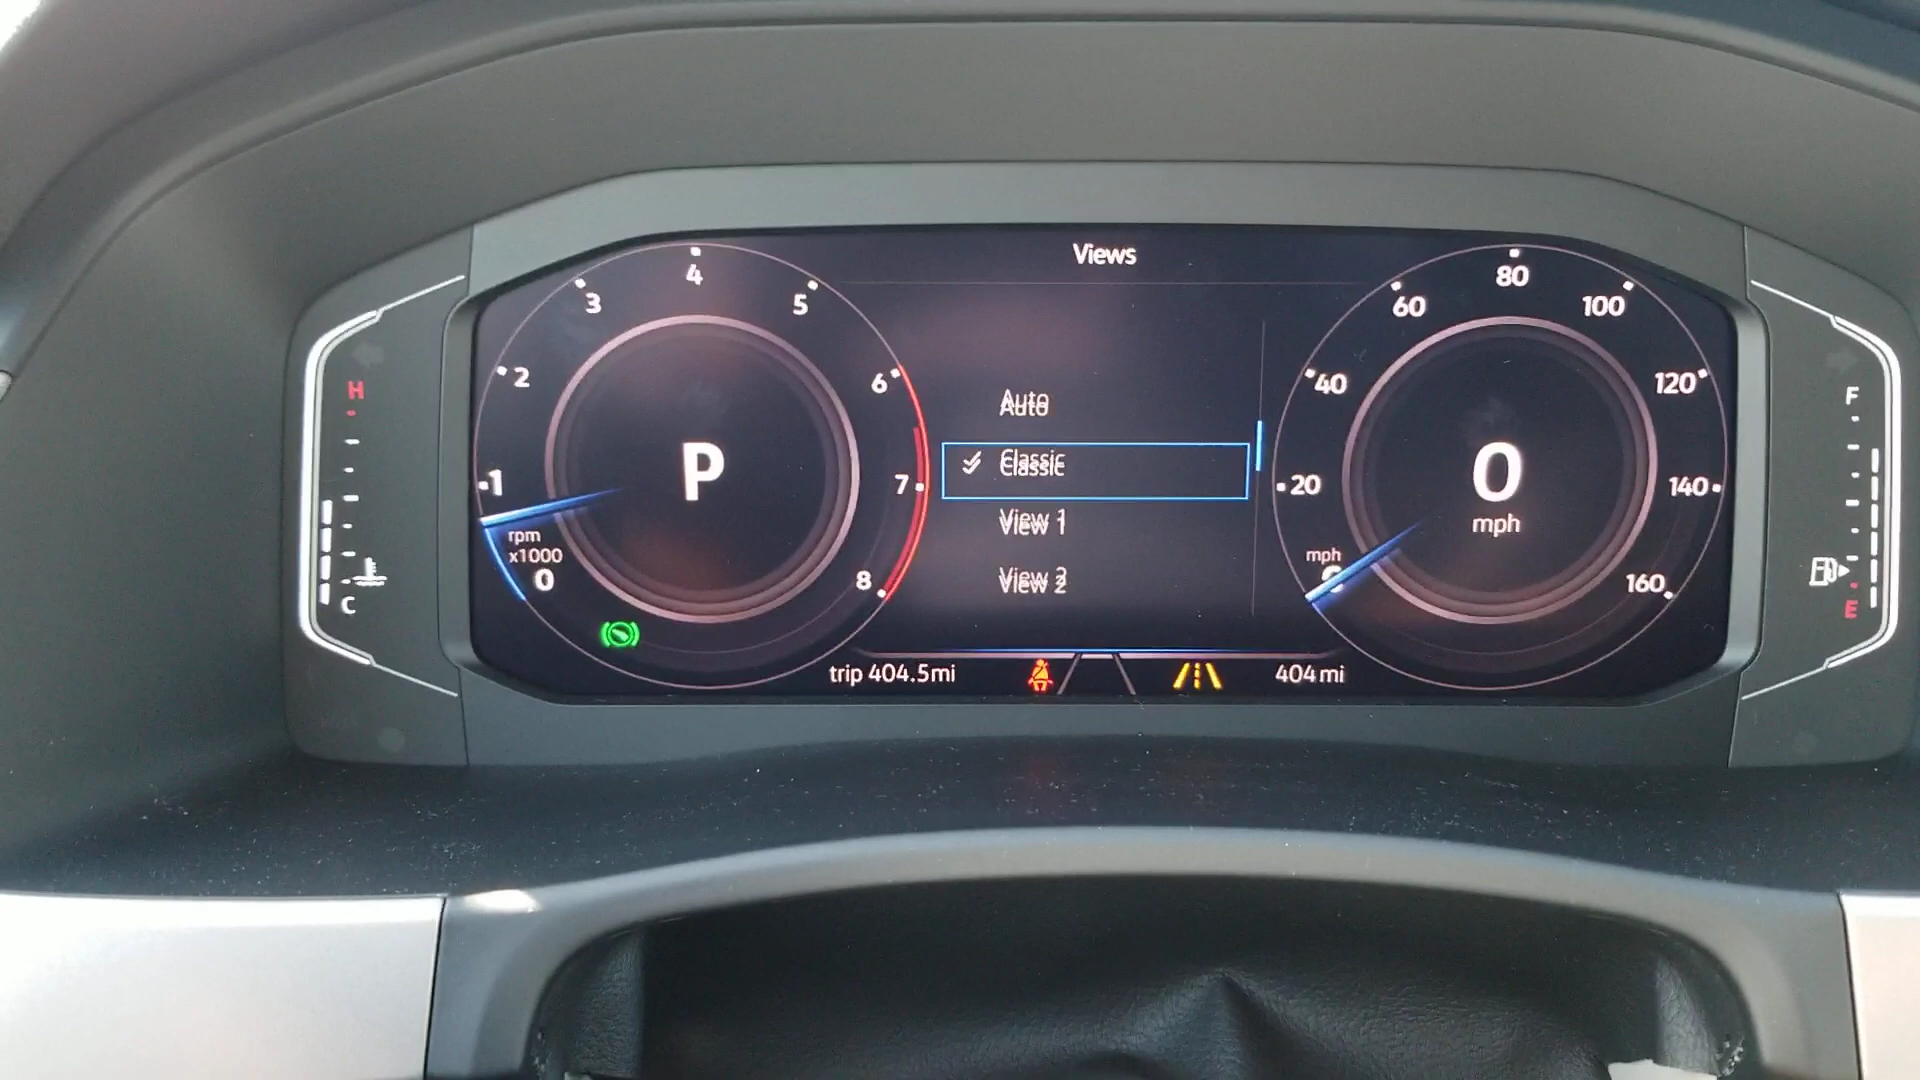 Views
Auto
Classic
View 1
View 2
1
2
3
4
5
6
7
8
0
rpm
x1000
P
20
40
60
80
100
120
140
160
mph
0
mph
H
C
F
E
trip 404.5mi
404 mi